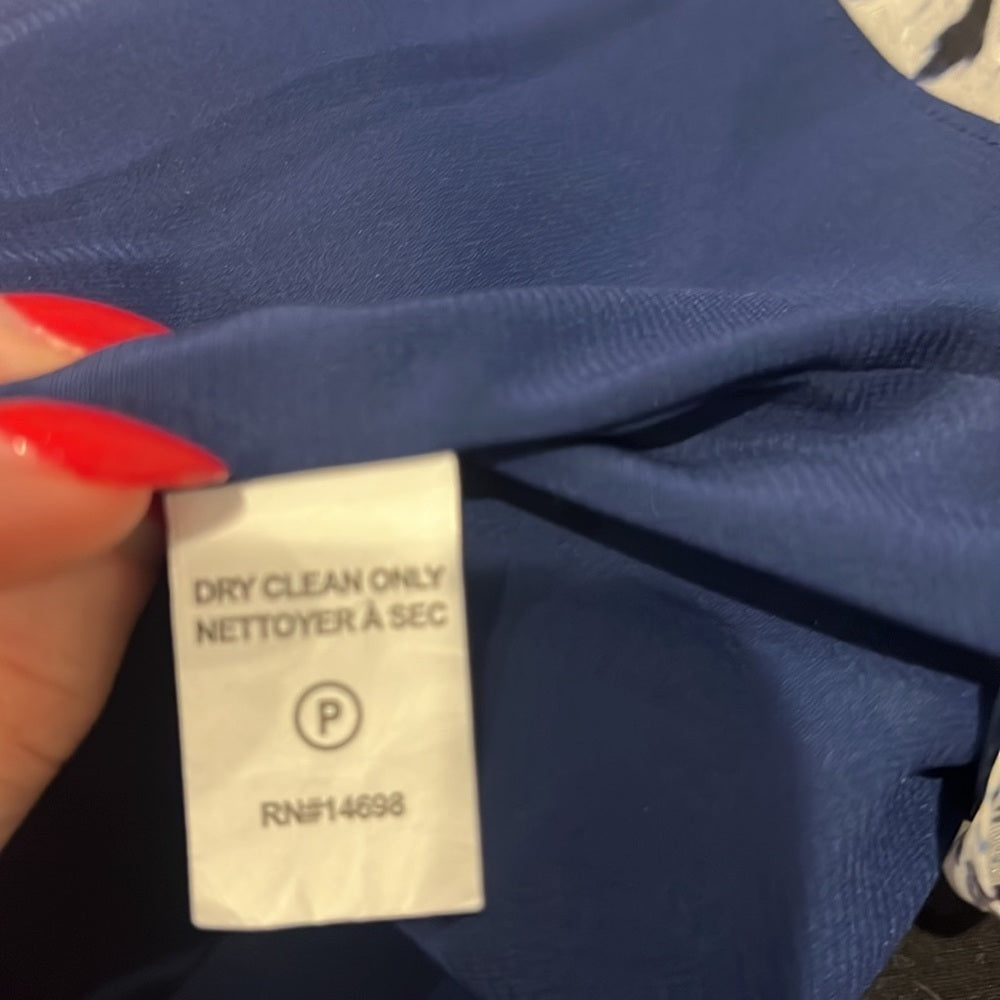 DRY CLEAN ONLY
NETTOYER À SEC
P
RN#14698